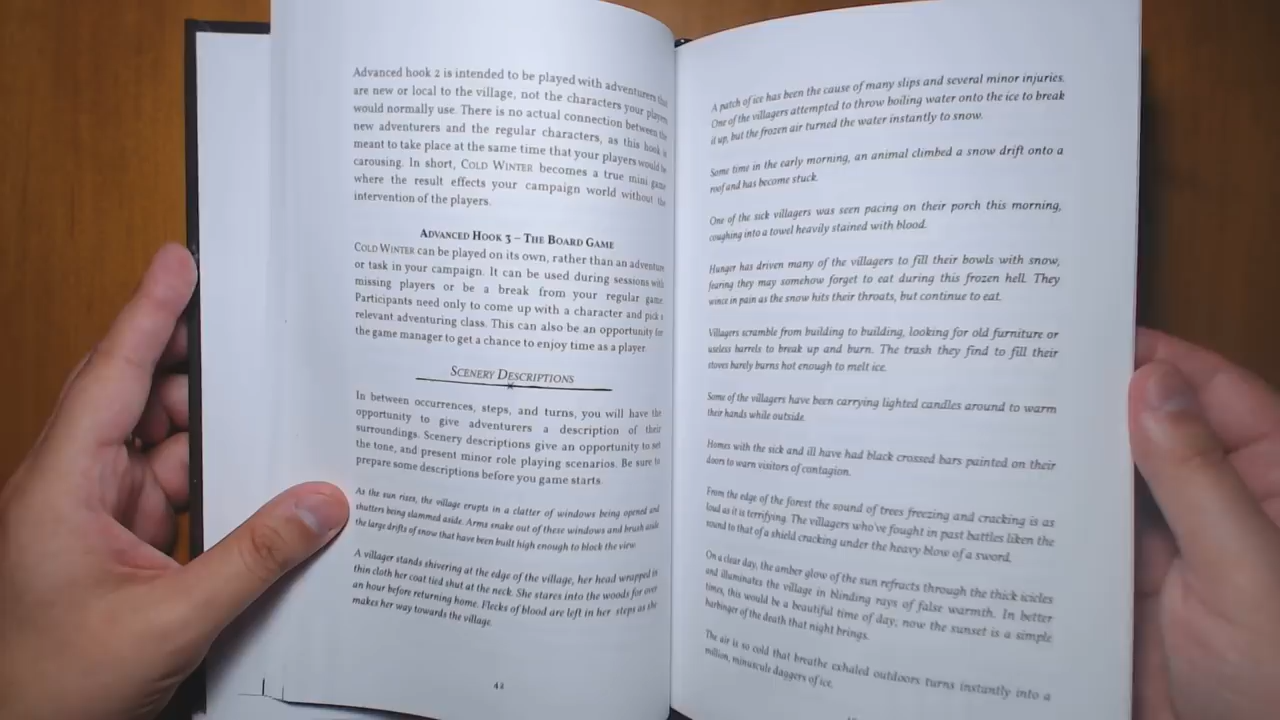 Advanced hook 2 is intended to be played with adventurers that
are new or local to the village, not the characters your players
would normally use. There is no actual connection between the
new adventurers and the regular characters, as this hook is
meant to take place at the same time that your players would be
carousing. In short, COLD WINTER becomes a true mini game
where the result effects your campaign world without the
intervention of the players.
ADVANCED HOOK 3 – THE BOARD GAME
COLD WINTER can be played on its own, rather than an adventure
or task in your campaign. It can be used during sessions with
missing players or be a break from your regular game.
Participants need only to come up with a character and pick a
relevant adventuring class. This can also be an opportunity for
the game manager to get a chance to enjoy time as a player.
SCENERY DESCRIPTIONS
In between occurrences, steps, and turns, you will have the
opportunity to give adventurers a description of their
surroundings. Scenery descriptions give an opportunity to set
the tone, and present minor role playing scenarios. Be sure to
prepare some descriptions before you game starts.
As the sun rises, the village erupts in a clatter of windows being opened and
shutters being slammed aside. Arms snake out of these windows and brush aside
the large drifts of snow that have been built high enough to block the view.
A villager stands shivering at the edge of the village, her head wrapped in
thin cloth her coat tied shut at the neck. She stares into the woods for over
an hour before returning home. Flecks of blood are left in her steps as she
makes her way towards the village.
42
A patch of ice has been the cause of many slips and several minor injuries.
One of the villagers attempted to throw boiling water onto the ice to break
it up, but the frozen air turned the water instantly to snow.
Some time in the early morning, an animal climbed a snow drift onto a
roof and has become stuck.
One of the sick villagers was seen pacing on their porch this morning,
coughing into a towel heavily stained with blood.
Hunger has driven many of the villagers to fill their bowls with snow,
fearing they may somehow forget to eat during this frozen hell. They
wince in pain as the snow hits their throats, but continue to eat.
Villagers scramble from building to building, looking for old furniture or
useless barrels to break up and burn. The trash they find to fill their
stoves barely burns hot enough to melt ice.
Some of the villagers have been carrying lighted candles around to warm
their hands while outside.
Homes with the sick and ill have had black crossed bars painted on their
doors to warn visitors of contagion.
From the edge of the forest the sound of trees freezing and cracking is as
loud as it is terrifying. The villagers who've fought in past battles liken the
sound to that of a shield cracking under the heavy blow of a sword.
On a clear day, the amber glow of the sun refracts through the thick icicles
and illuminates the village in blinding rays of false warmth. In better
times, this would be a beautiful time of day; now the sunset is a simple
harbinger of the death that night brings.
The air is so cold that breathe exhaled outdoors turns instantly into a
million, minuscule daggers of ice.